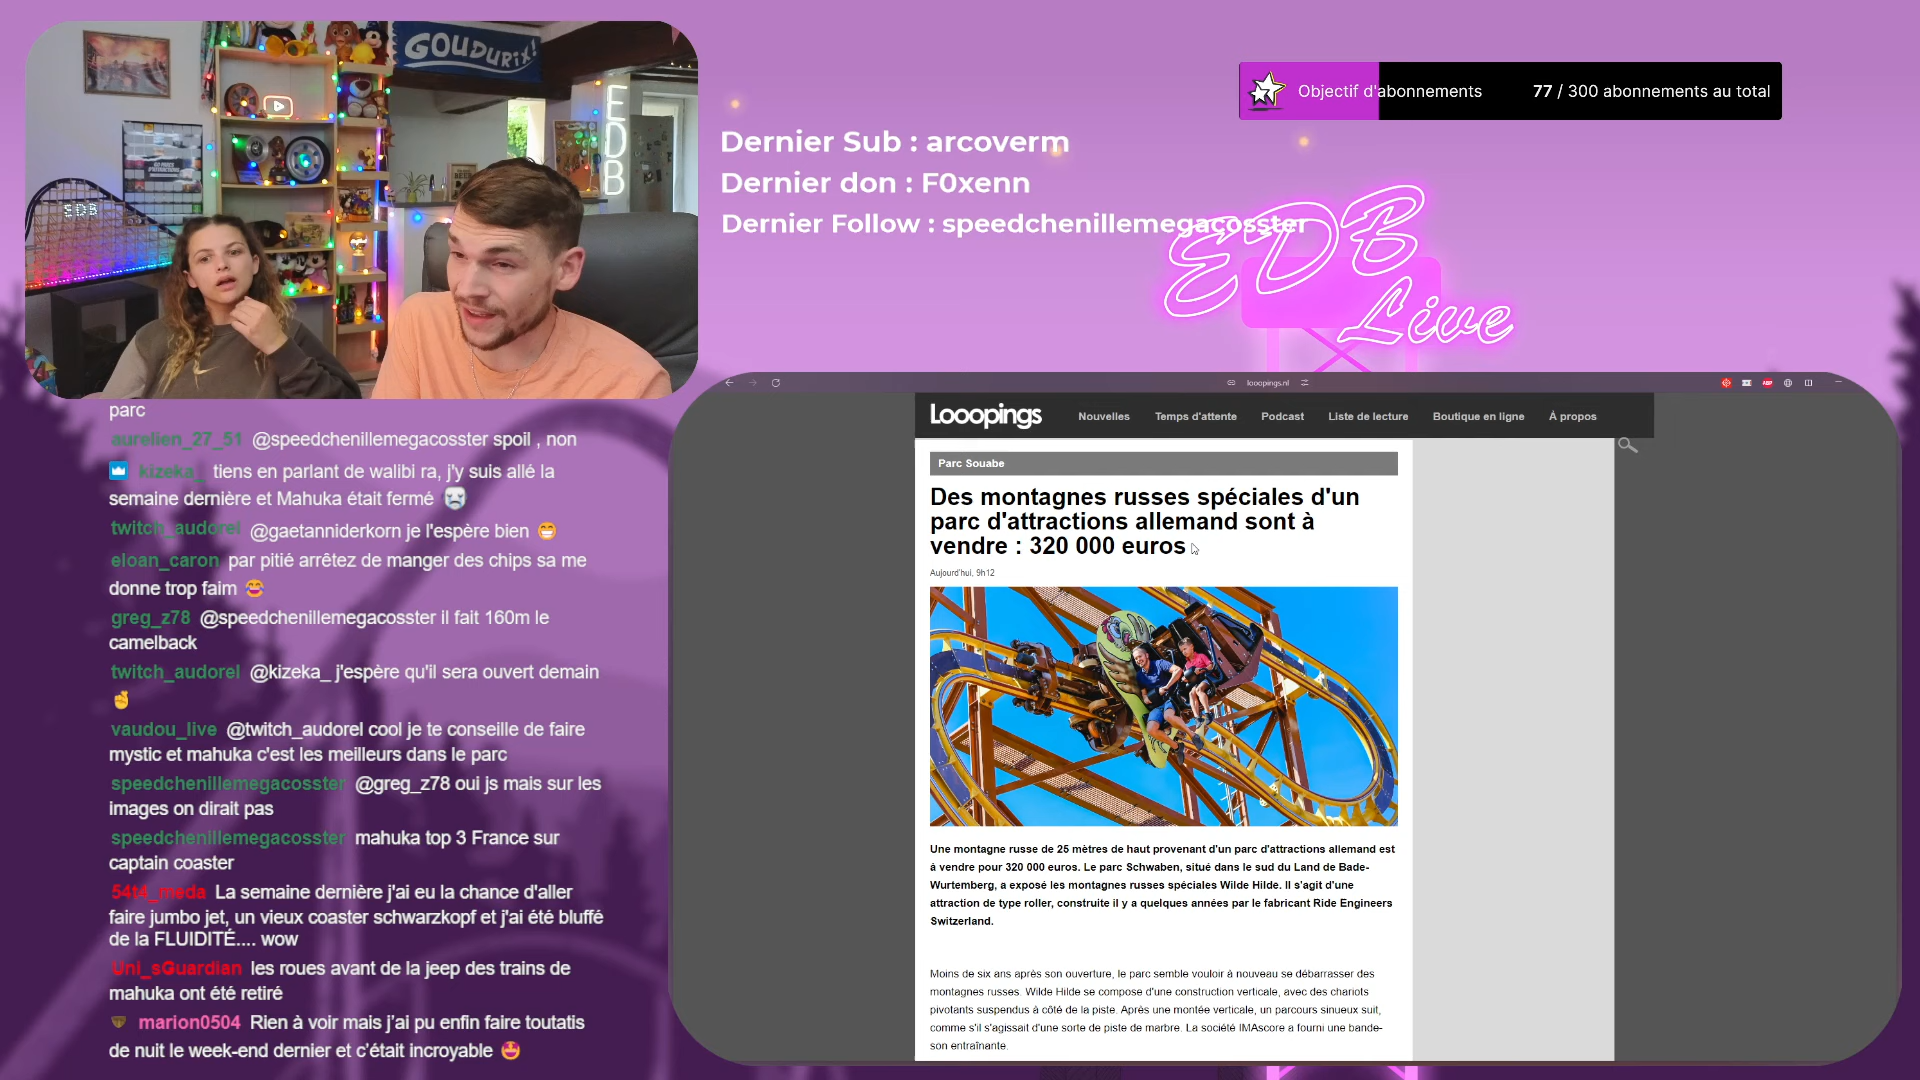 GOUDURIX!
EDB
EDB
Objectif d'abonnements
77 / 300 abonnements au total
Dernier Sub : arcoverm
Dernier don : F0xenn
Dernier Follow : speedchenillemegacosster
EDB
Live
parc
aurelien_27_51 @speedchenillemegacosster spoil , non
kizeka_ tiens en parlant de walibi ra, j'y suis allé la
semaine dernière et Mahuka était fermé
twitch_audorel @gaetanniderkorn je l'espère bien
eloan_caron par pitié arrêtez de manger des chips sa me
donne trop faim
greg_z78 @speedchenillemegacosster il fait 160m le
camelback
twitch_audorel @kizeka_ j'espère qu'il sera ouvert demain
vaudou_live @twitch_audorel cool je te conseille de faire
mystic et mahuka c'est les meilleurs dans le parc
speedchenillemegacosster @greg_z78 oui js mais sur les
images on dirait pas
speedchenillemegacosster mahuka top 3 France sur
captain coaster
54t4_meda La semaine dernière j'ai eu la chance d'aller
faire jumbo jet, un vieux coaster schwarzkopf et j'ai été bluffé
de la FLUIDITÉ.... wow
Uni_sGuardian les roues avant de la jeep des trains de
mahuka ont été retiré
marion0504 Rien à voir mais j'ai pu enfin faire toutatis
de nuit le week-end dernier et c'était incroyable
looopings.nl
ABP
Looopings
Nouvelles
Temps d'attente
Podcast
Liste de lecture
Boutique en ligne
Á propos
Parc Souabe
Des montagnes russes spéciales d'un
parc d'attractions allemand sont à
vendre : 320 000 euros
Aujourd'hui, 9h12
Une montagne russe de 25 mètres de haut provenant d'un parc d'attractions allemand est
à vendre pour 320 000 euros. Le parc Schwaben, situé dans le sud du Land de Bade-
Wurtemberg, a exposé les montagnes russes spéciales Wilde Hilde. Il s'agit d'une
attraction de type roller, construite il y a quelques années par le fabricant Ride Engineers
Switzerland.
Moins de six ans après son ouverture, le parc semble vouloir à nouveau se débarrasser des
montagnes russes. Wilde Hilde se compose d'une construction verticale, avec des chariots
pivotants suspendus à côté de la piste. Après une montée verticale, un parcours sinueux suit,
comme s'il s'agissait d'une sorte de piste de marbre. La société IMAscore a fourni une bande-
son entraînante.